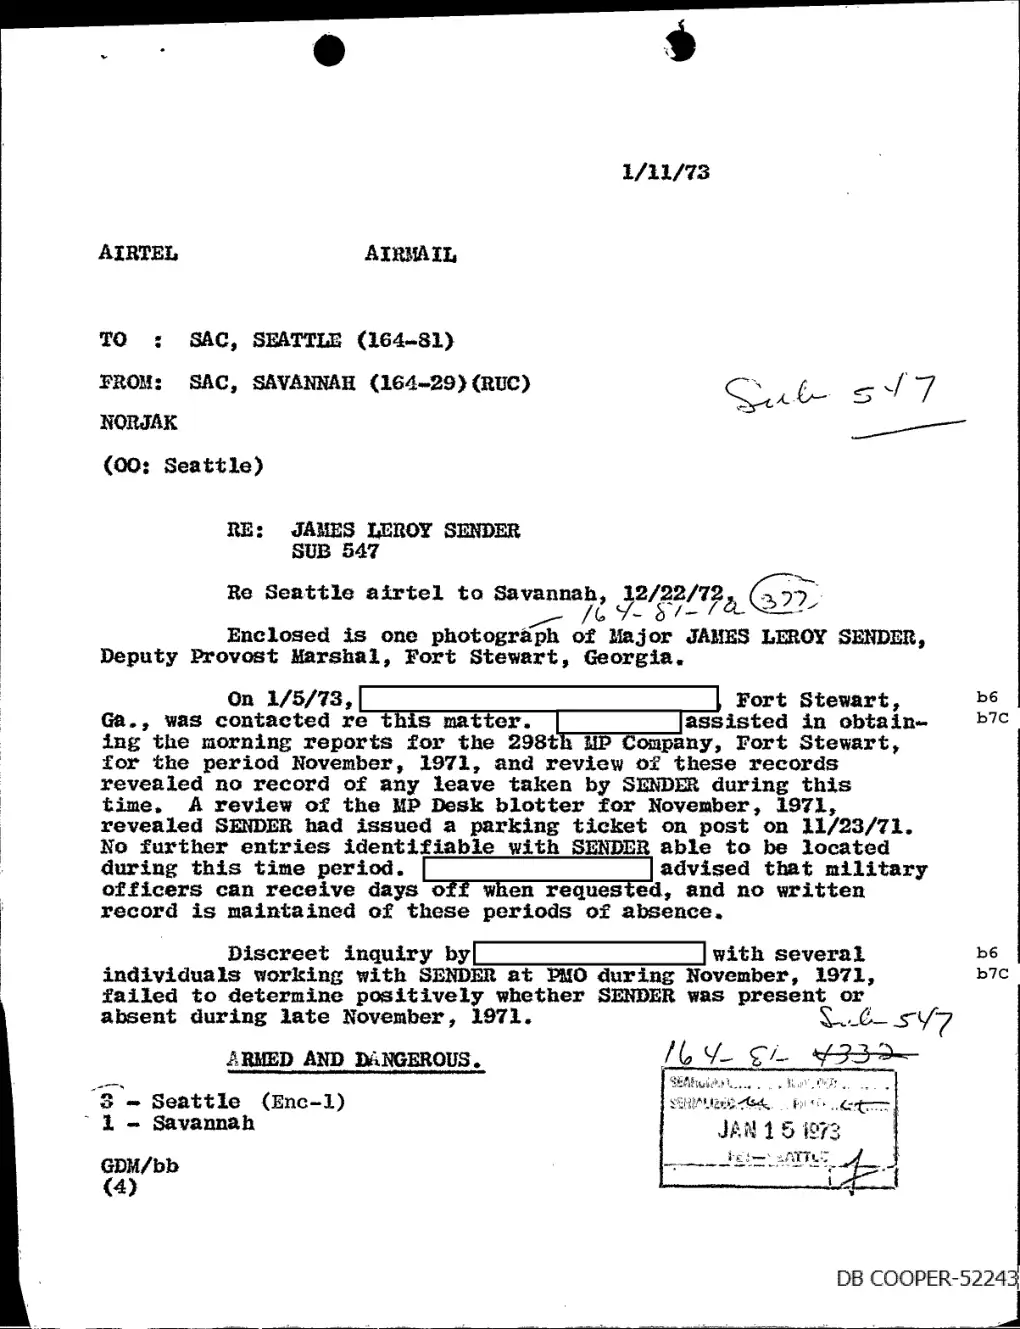 1/11/73
AIRTEL AIRMAIL
TO : SAC, SEATTLE (164-81)
FROM: SAC, SAVANNAH (164-29)(RUC)
Sub 547
NORJAK
(OO: Seattle)
RE: JAMES LEROY SENDER
SUB 547
Re Seattle airtel to Savannah, 12/22/72.
164-81-1a 377
Enclosed is one photograph of Major JAMES LEROY SENDER,
Deputy Provost Marshal, Fort Stewart, Georgia.
On 1/5/73, , Fort Stewart, b6
Ga., was contacted re this matter. assisted in obtain- b7C
ing the morning reports for the 298th MP Company, Fort Stewart,
for the period November, 1971, and review of these records
revealed no record of any leave taken by SENDER during this
time. A review of the MP Desk blotter for November, 1971,
revealed SENDER had issued a parking ticket on post on 11/23/71.
No further entries identifiable with SENDER able to be located
during this time period. advised that military
officers can receive days off when requested, and no written
record is maintained of these periods of absence.
Discreet inquiry by with several b6
individuals working with SENDER at PMO during November, 1971, b7C
failed to determine positively whether SENDER was present or
absent during late November, 1971.
Sub 547
ARMED AND DANGEROUS.
164-81-4332
3 - Seattle (Enc-1)
1 - Savannah
SERIALIZED
JAN 15 1973
FBI-SEATTLE
GDM/bb
(4)
DB COOPER-52243